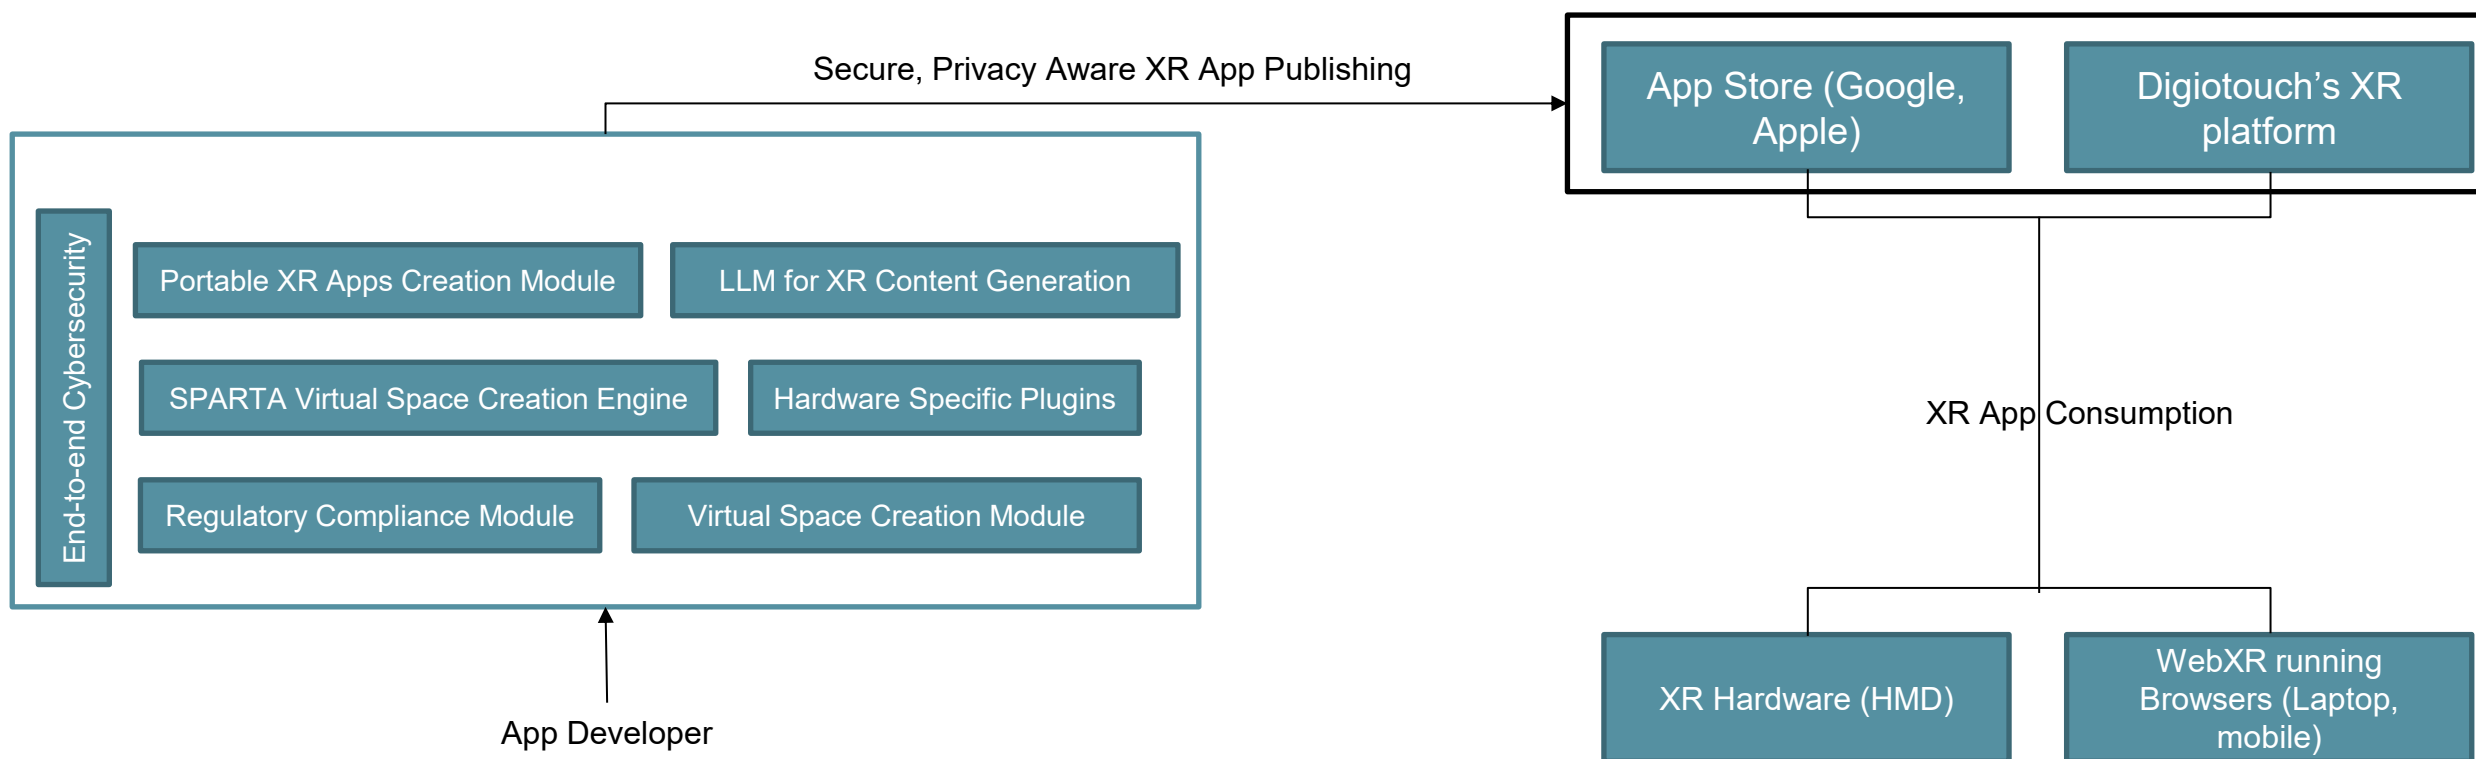 Secure, Privacy Aware XR App Publishing
App Store (Google,
Apple)
Digiotouch’s XR
platform
End-to-end Cybersecurity
Portable XR Apps Creation Module
LLM for XR Content Generation
SPARTA Virtual Space Creation Engine
Hardware Specific Plugins
Regulatory Compliance Module
Virtual Space Creation Module
App Developer
XR App Consumption
XR Hardware (HMD)
WebXR running
Browsers (Laptop,
mobile)